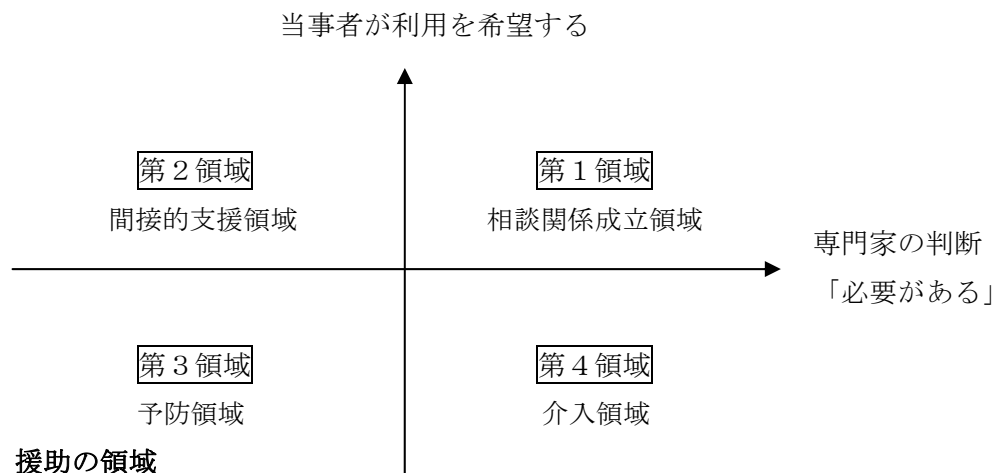 当事者が利用を希望する
第２領域
第１領域
間接的支援領域
相談関係成立領域
専門家の判断
「必要がある」
第３領域
第４領域
予防領域
介入領域
援助の領域